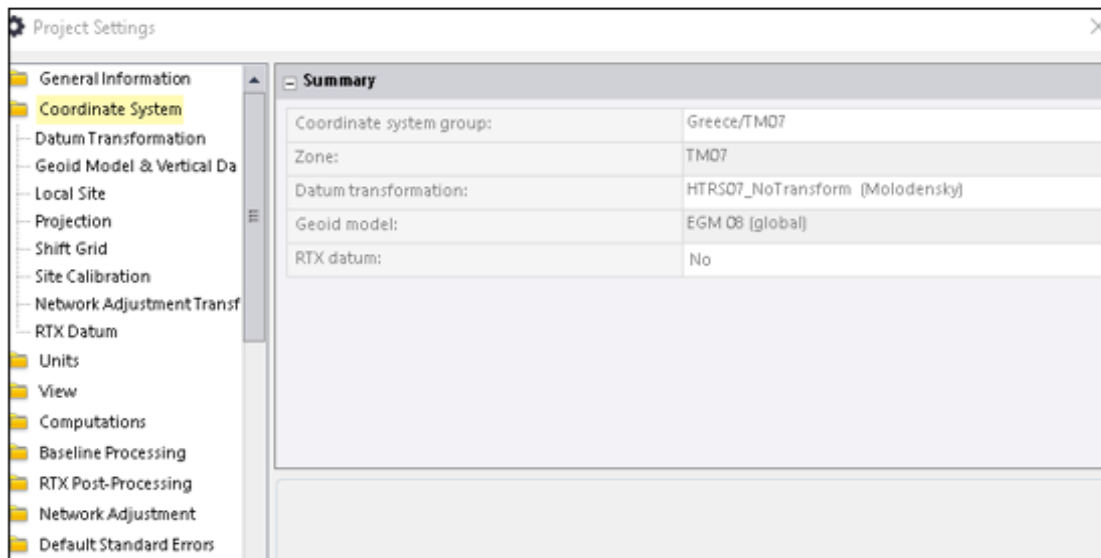 Project Settings
General Information
Coordinate System
Datum Transformation
Geoid Model & Vertical Da
Local Site
Projection
Shift Grid
Site Calibration
Network Adjustment Transf
RTX Datum
Units
View
Computations
Baseline Processing
RTX Post-Processing
Network Adjustment
Default Standard Errors
Summary
Coordinate system group: Greece/TM07
Zone: TM07
Datum transformation: HTRS07_NoTransform (Molodensky)
Geoid model: EGM 08 (global)
RTX datum: No